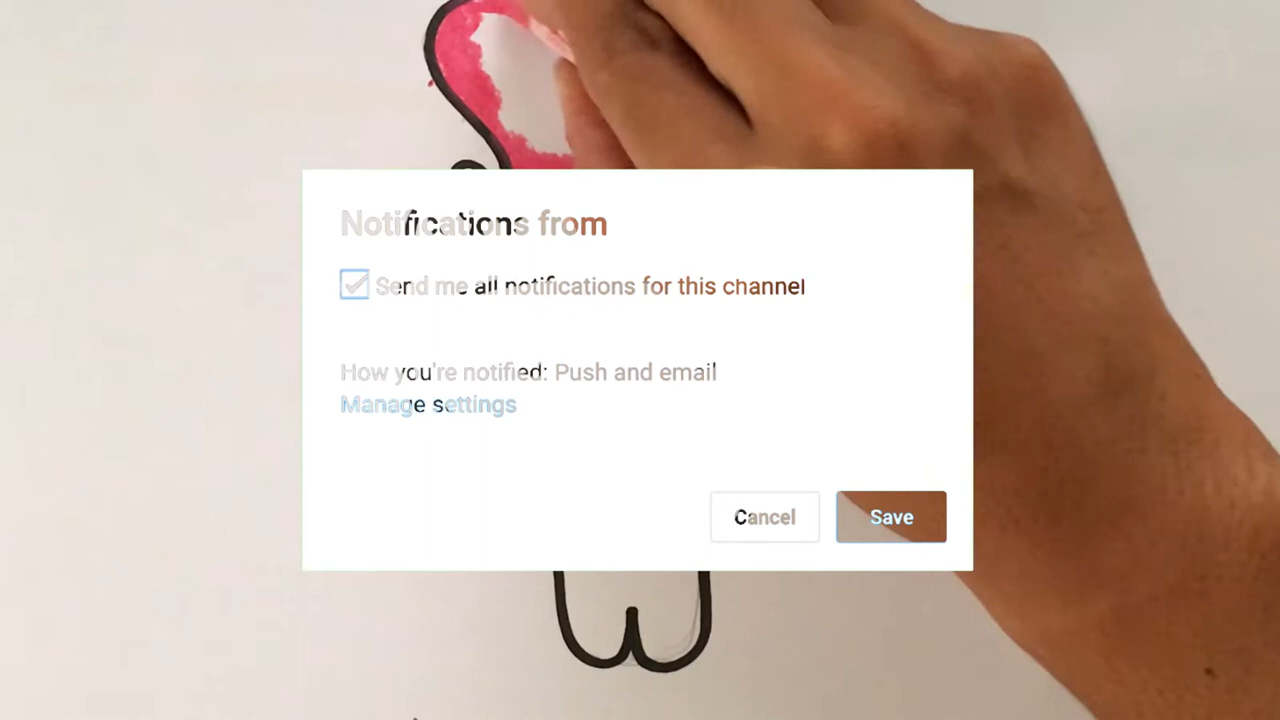 Notifications from
Send me all notifications for this channel
How you're notified: Push and email
Manage settings
Cancel
Save